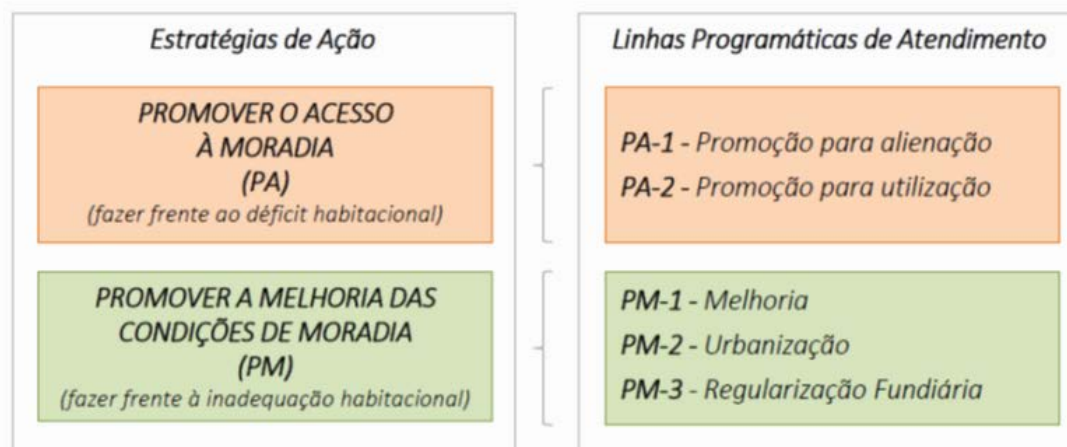 Estratégias de Ação
PROMOVER O ACESSO
À MORADIA
(PA)
(fazer frente ao déficit habitacional)
PROMOVER A MELHORIA DAS
CONDIÇÕES DE MORADIA
(PM)
(fazer frente à inadequação habitacional)
Linhas Programáticas de Atendimento
PA-1 - Promoção para alienação
PA-2 - Promoção para utilização
PM-1 - Melhoria
PM-2 - Urbanização
PM-3 - Regularização Fundiária